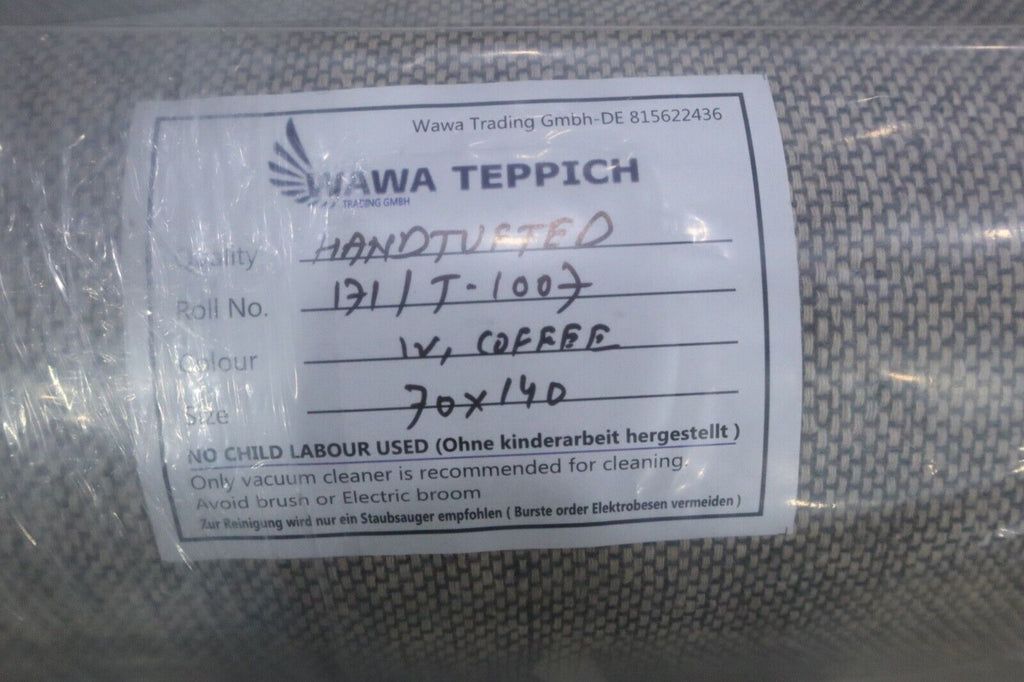 Wawa Trading Gmbh-DE 815622436
WAWA TEPPICH
TRADING GMBH
Quality HANDTUFTED
Roll No. 171/T-1007
Colour IV, COFFEE
Size 70x140
NO CHILD LABOUR USED (Ohne kinderarbeit hergestellt )
Only vacuum cleaner is recommended for cleaning.
Avoid brush or Electric broom
Zur Reinigung wird nur ein Staubsauger empfohlen ( Burste order Elektrobesen vermeiden )